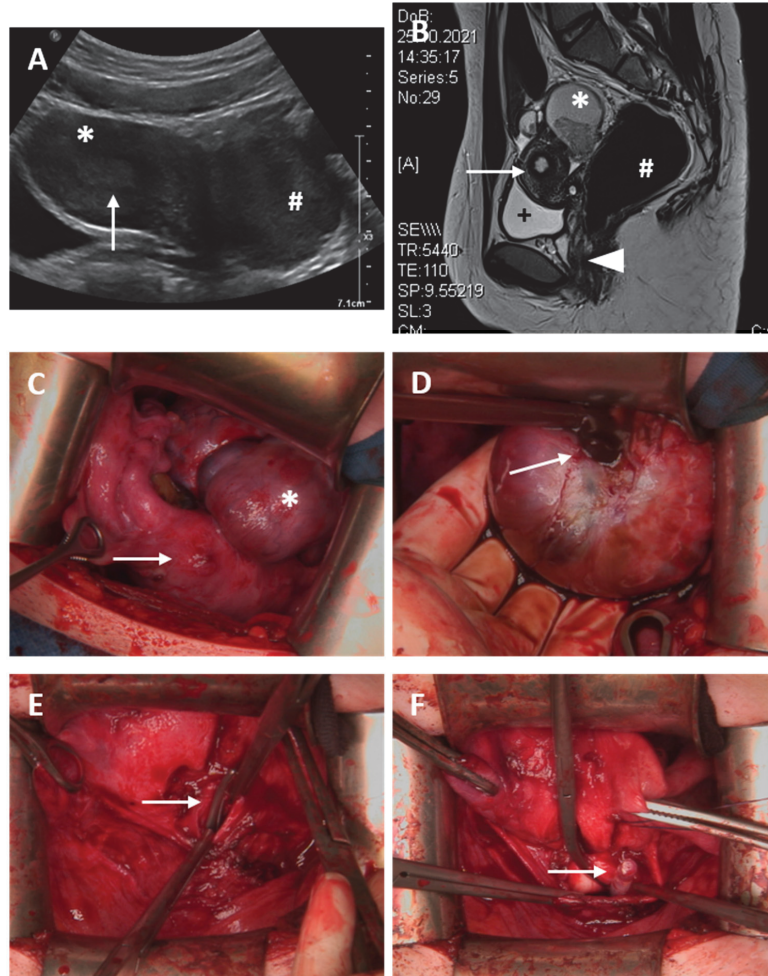 A
*
#
7.1cm
B
DoB:
14:35:17
Series:5
No:29
*
[A]
#
+
SE\\\\
TR:5440
TE:110
SP:9.55219
SL:3
C
*
D
E
F